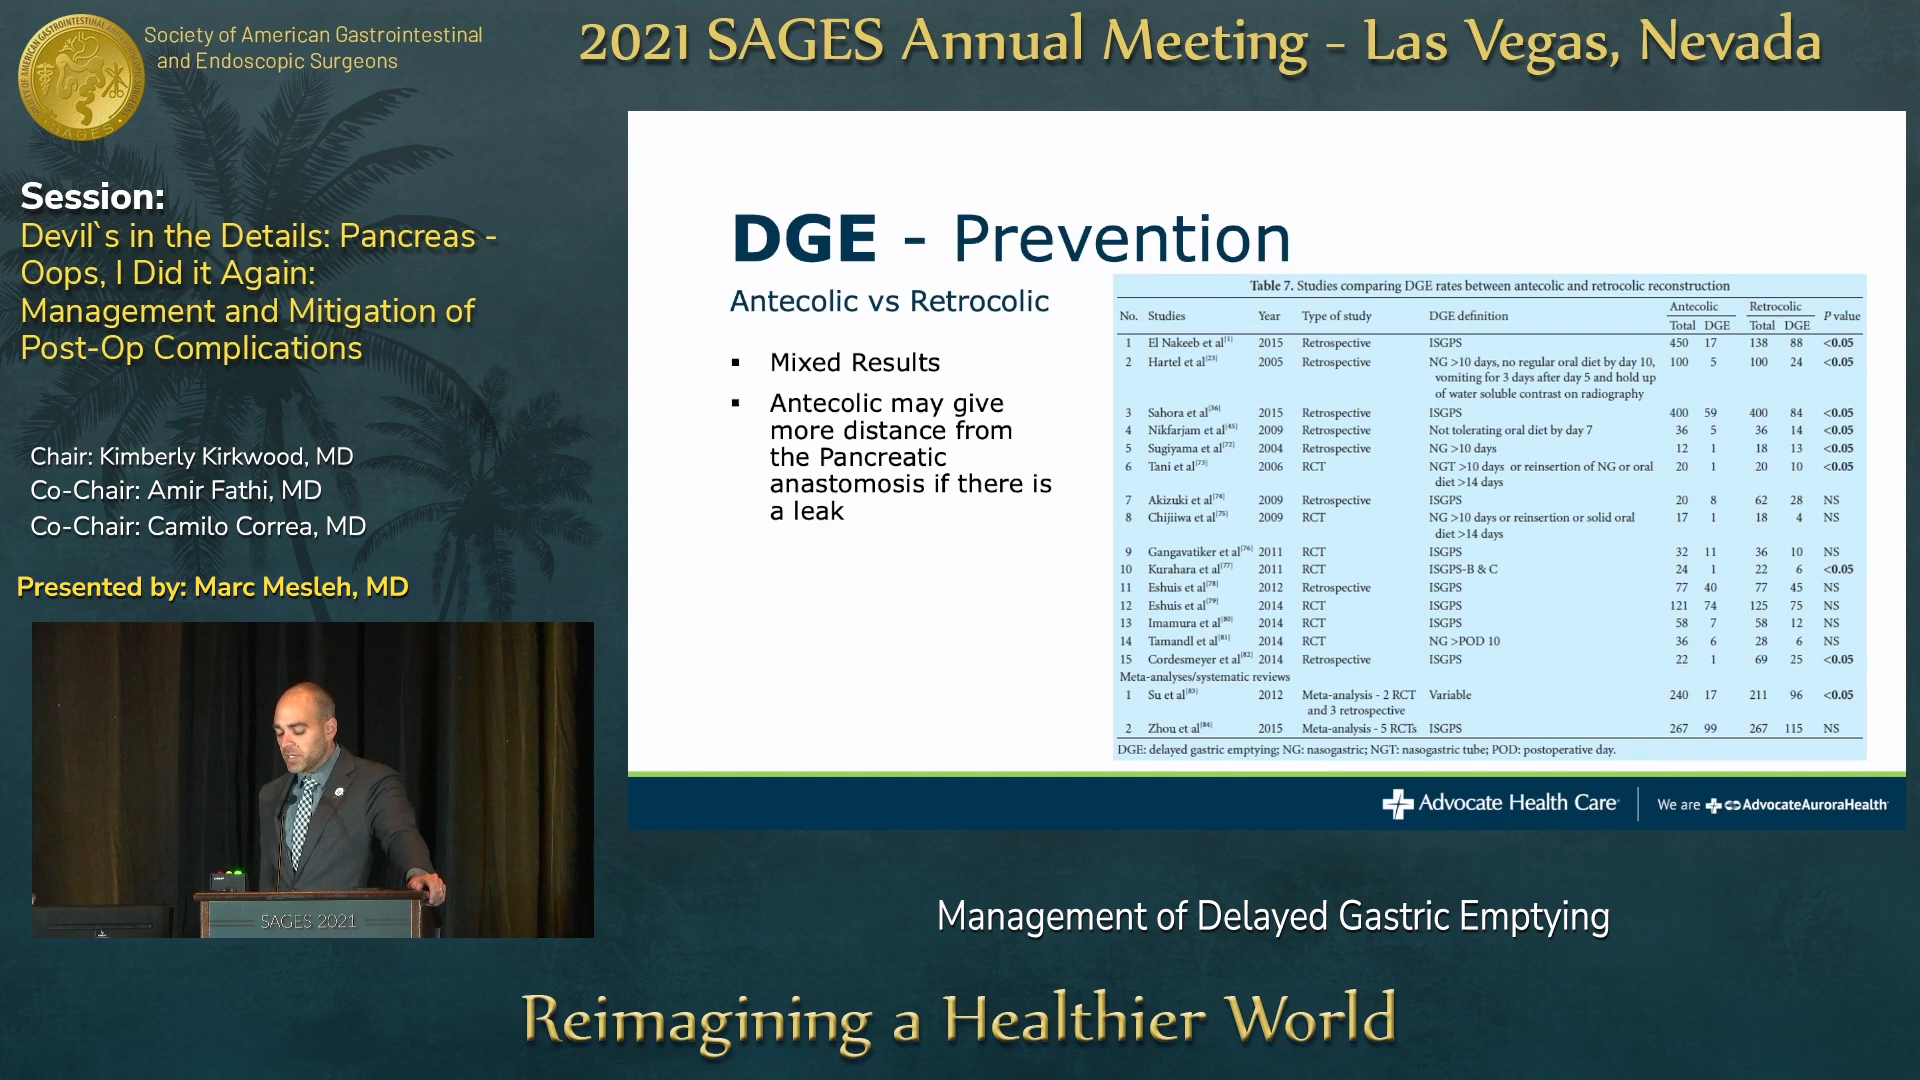 Society of American Gastrointestinal
and Endoscopic Surgeons
2021 SAGES Annual Meeting - Las Vegas, Nevada
Session:
Devil`s in the Details: Pancreas -
Oops, I Did it Again:
Management and Mitigation of
Post-Op Complications
Chair: Kimberly Kirkwood, MD
Co-Chair: Amir Fathi, MD
Co-Chair: Camilo Correa, MD
Presented by: Marc Mesleh, MD
SAGES 2021
DGE - Prevention
Antecolic vs Retrocolic
▪ Mixed Results
▪ Antecolic may give
more distance from
the Pancreatic
anastomosis if there is
a leak
Table 7. Studies comparing DGE rates between antecolic and retrocolic reconstruction
No. Studies Year Type of study DGE definition Antecolic Retrocolic P value
Total DGE Total DGE
1 El Nakeeb et al[1] 2015 Retrospective ISGPS 450 17 138 88 <0.05
2 Hartel et al[23] 2005 Retrospective NG >10 days, no regular oral diet by day 10, 100 5 100 24 <0.05
vomiting for 3 days after day 5 and hold up
of water soluble contrast on radiography
3 Sahora et al[36] 2015 Retrospective ISGPS 400 59 400 84 <0.05
4 Nikfarjam et al[45] 2009 Retrospective Not tolerating oral diet by day 7 36 5 36 14 <0.05
5 Sugiyama et al[72] 2004 Retrospective NG >10 days 12 1 18 13 <0.05
6 Tani et al[73] 2006 RCT NGT >10 days or reinsertion of NG or oral 20 1 20 10 <0.05
diet >14 days
7 Akizuki et al[74] 2009 Retrospective ISGPS 20 8 62 28 NS
8 Chijiiwa et al[75] 2009 RCT NG >10 days or reinsertion or solid oral 17 1 18 4 NS
diet >14 days
9 Gangavatiker et al[76] 2011 RCT ISGPS 32 11 36 10 NS
10 Kurahara et al[77] 2011 RCT ISGPS-B & C 24 1 22 6 <0.05
11 Eshuis et al[78] 2012 Retrospective ISGPS 77 40 77 45 NS
12 Eshuis et al[79] 2014 RCT ISGPS 121 74 125 75 NS
13 Imamura et al[80] 2014 RCT ISGPS 58 7 58 12 NS
14 Tamandl et al[81] 2014 RCT NG >POD 10 36 6 28 6 NS
15 Cordesmeyer et al[82] 2014 Retrospective ISGPS 22 1 69 25 <0.05
Meta-analyses/systematic reviews
1 Su et al[83] 2012 Meta-analysis - 2 RCT Variable 240 17 211 96 <0.05
and 3 retrospective
2 Zhou et al[84] 2015 Meta-analysis - 5 RCTs ISGPS 267 99 267 115 NS
DGE: delayed gastric emptying; NG: nasogastric; NGT: nasogastric tube; POD: postoperative day.
Advocate Health Care We are AdvocateAuroraHealth
Management of Delayed Gastric Emptying
Reimagining a Healthier World